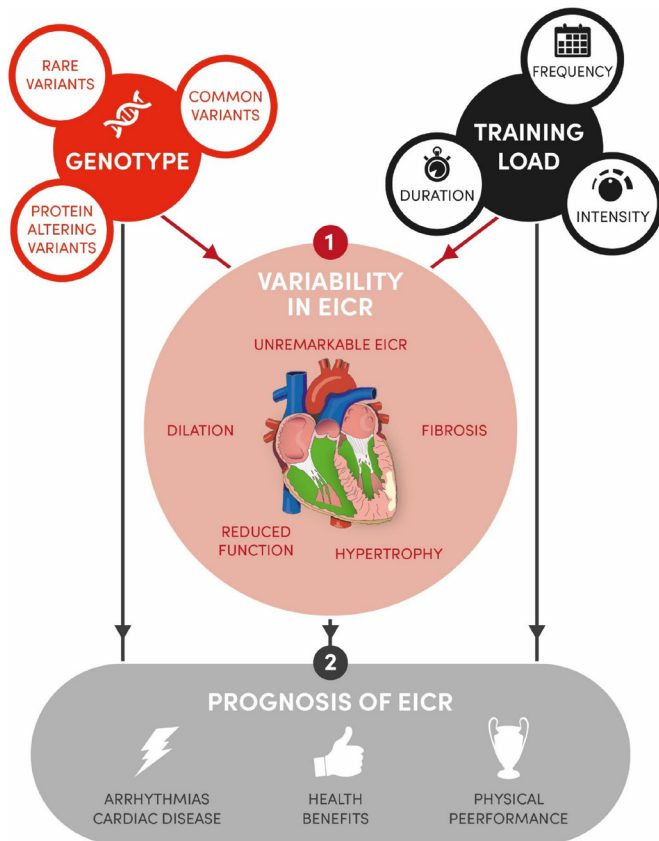 RARE
VARIANTS
COMMON
VARIANTS
GENOTYPE
PROTEIN
ALTERING
VARIANTS
FREQUENCY
TRAINING
LOAD
DURATION
INTENSITY
1
VARIABILITY
IN EICR
UNREMARKABLE EICR
DILATION
FIBROSIS
REDUCED
FUNCTION
HYPERTROPHY
2
PROGNOSIS OF EICR
ARRHYTHMIAS
CARDIAC DISEASE
HEALTH
BENEFITS
PHYSICAL
PEERFORMANCE